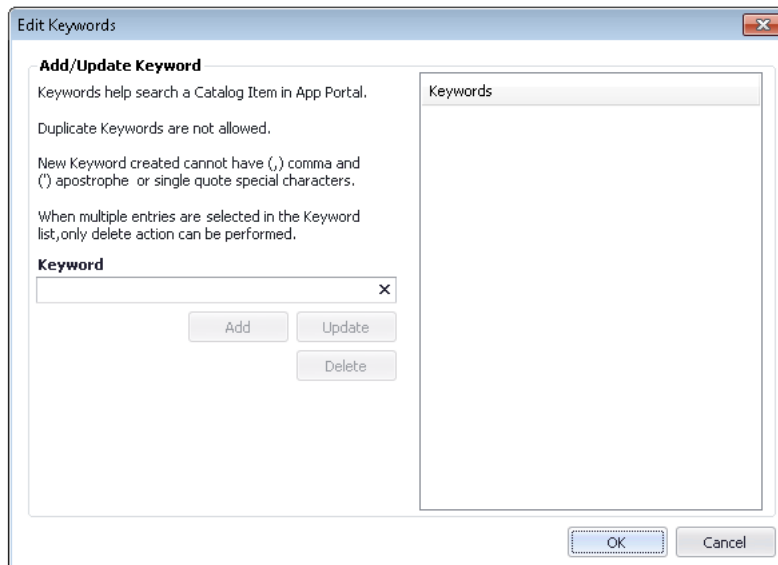 Edit Keywords
Add/Update Keyword
Keywords help search a Catalog Item in App Portal.
Duplicate Keywords are not allowed.
New Keyword created cannot have (,) comma and
(') apostrophe or single quote special characters.
When multiple entries are selected in the Keyword
list,only delete action can be performed.
Keyword
Add
Update
Delete
Keywords
OK
Cancel